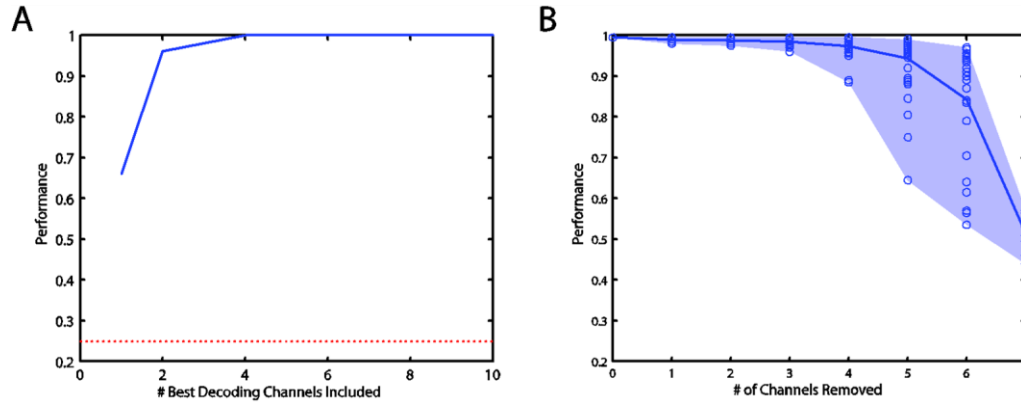 A
Performance
1
0.9
0.8
0.7
0.6
0.5
0.4
0.3
0.2
0 2 4 6 8 10
# Best Decoding Channels Included
B
Performance
1
0.9
0.8
0.7
0.6
0.5
0.4
0.3
0.2
0 1 2 3 4 5 6
# of Channels Removed